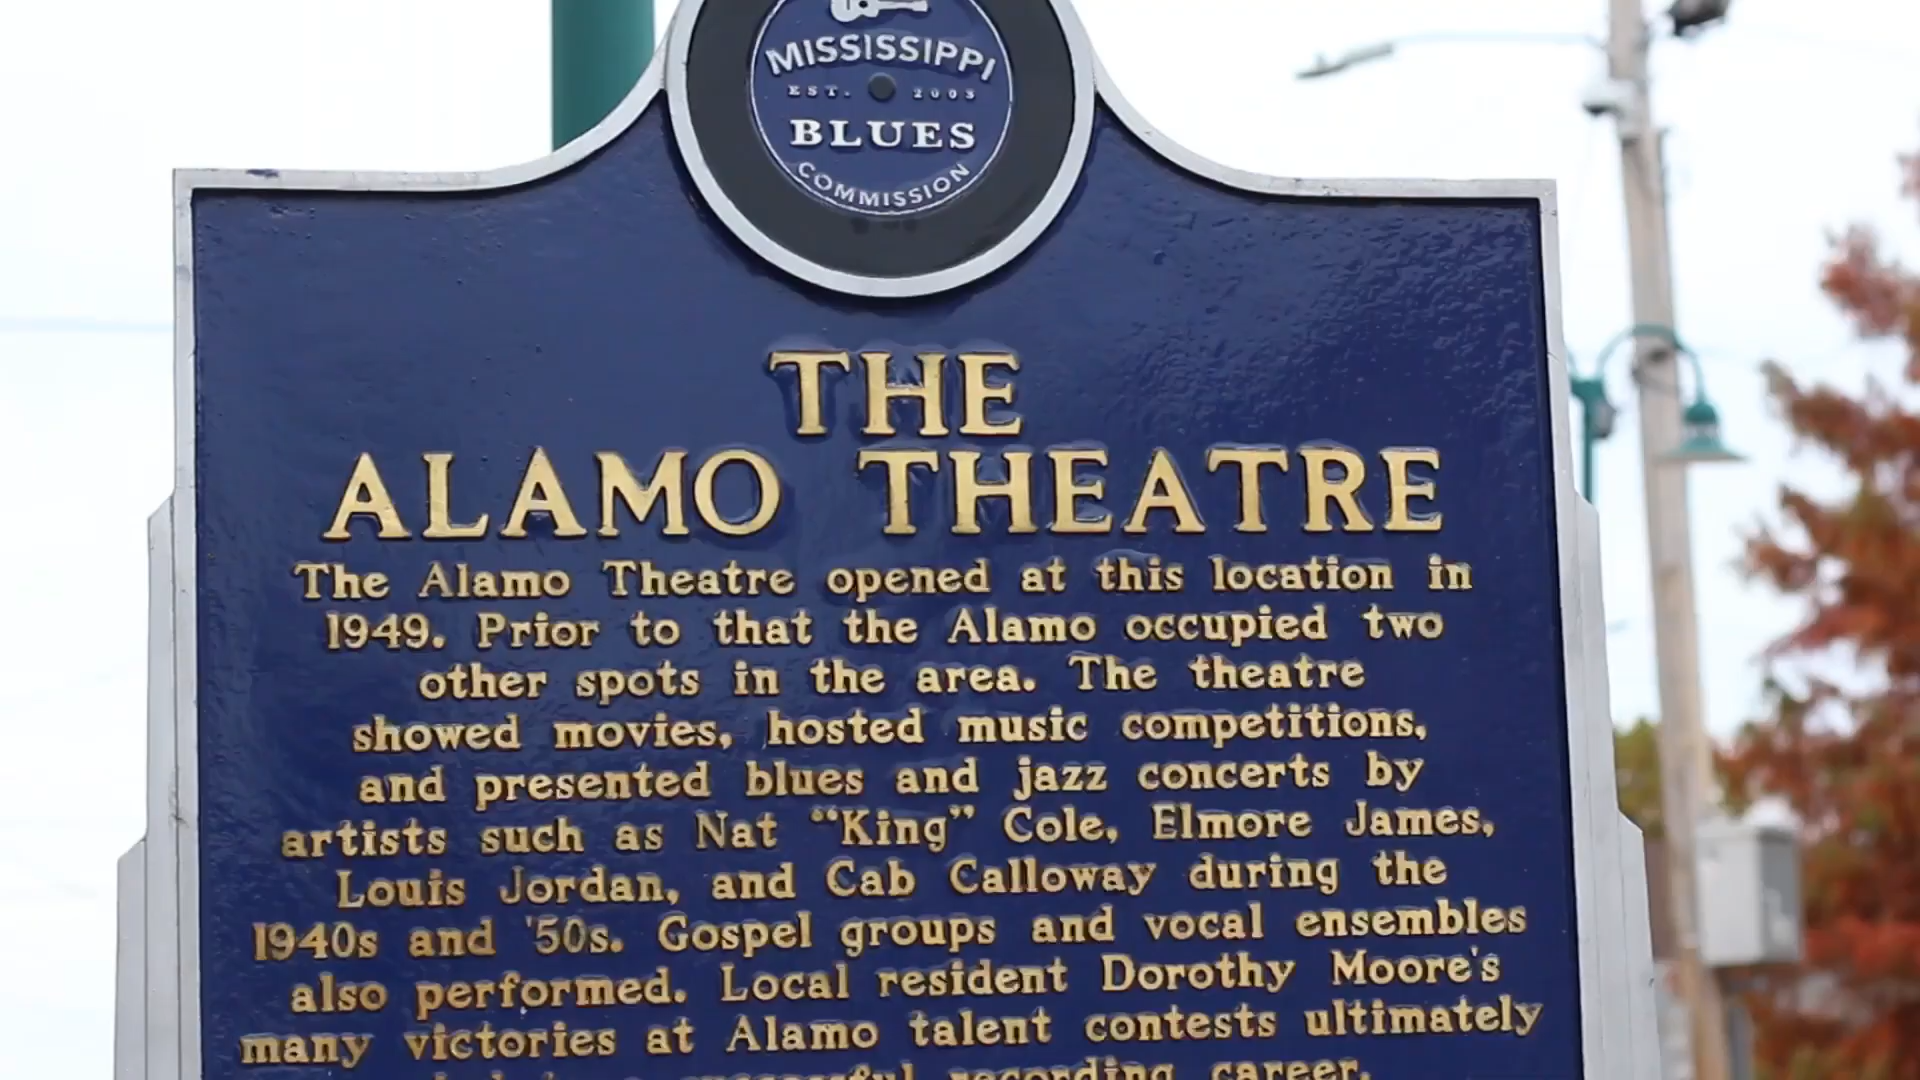 MISSISSIPPI
EST. 2003
BLUES
COMMISSION
THE
ALAMO THEATRE
The Alamo Theatre opened at this location in
1949. Prior to that the Alamo occupied two
other spots in the area. The theatre
showed movies, hosted music competitions,
and presented blues and jazz concerts by
artists such as Nat “King” Cole, Elmore James,
Louis Jordan, and Cab Calloway during the
1940s and '50s. Gospel groups and vocal ensembles
also performed. Local resident Dorothy Moore's
many victories at Alamo talent contests ultimately
successful recording career.